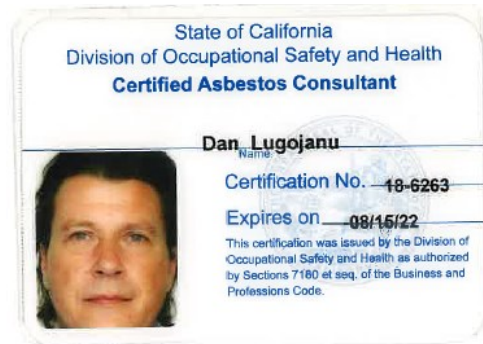 State of California
Division of Occupational Safety and Health
Certified Asbestos Consultant
Dan Lugojanu
Name
Certification No. 18-6263
Expires on 08/15/22
This certification was issued by the Division of
Occupational Safety and Health as authorized
by Sections 7180 et seq. of the Business and
Professions Code.